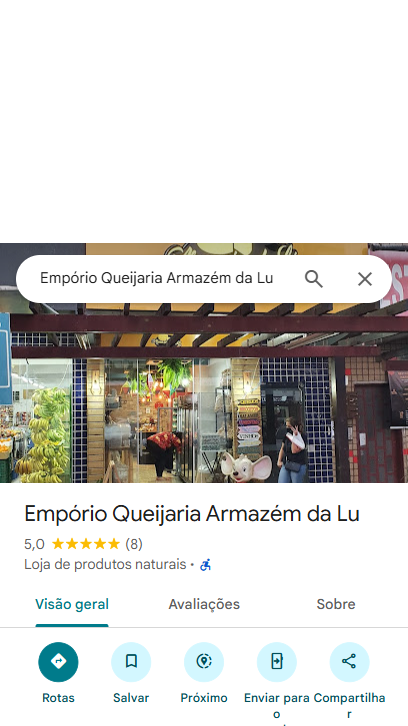 Empório Queijaria Armazém da Lu
Empório Queijaria Armazém da Lu
5,0 (8)
Loja de produtos naturais ·
Visão geral
Avaliações
Sobre
Rotas
Salvar
Próximo
Enviar para o
Compartilhar